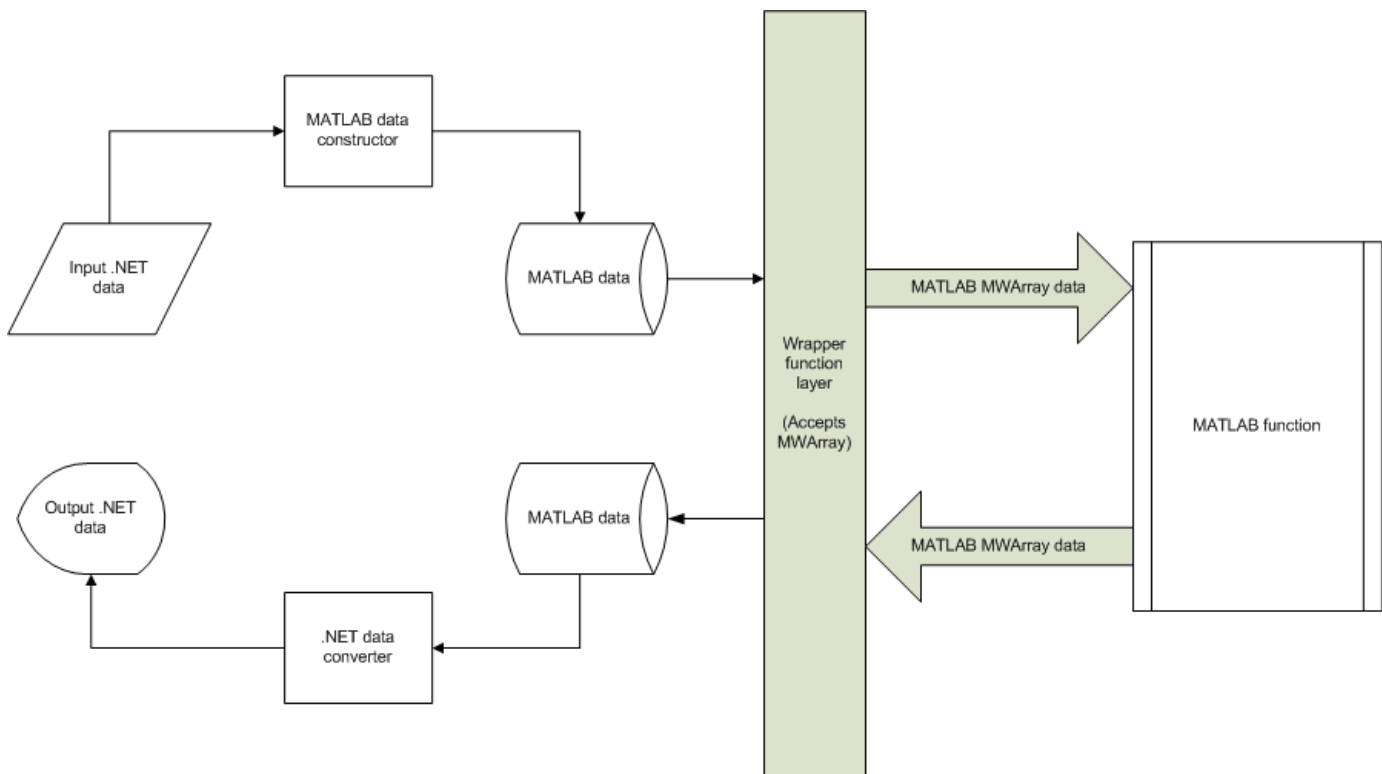 MATLAB data
constructor
Input .NET
data
MATLAB data
MATLAB MWArray data
Wrapper
function
layer
(Accepts
MWArray)
MATLAB function
Output .NET
data
MATLAB data
MATLAB MWArray data
.NET data
converter